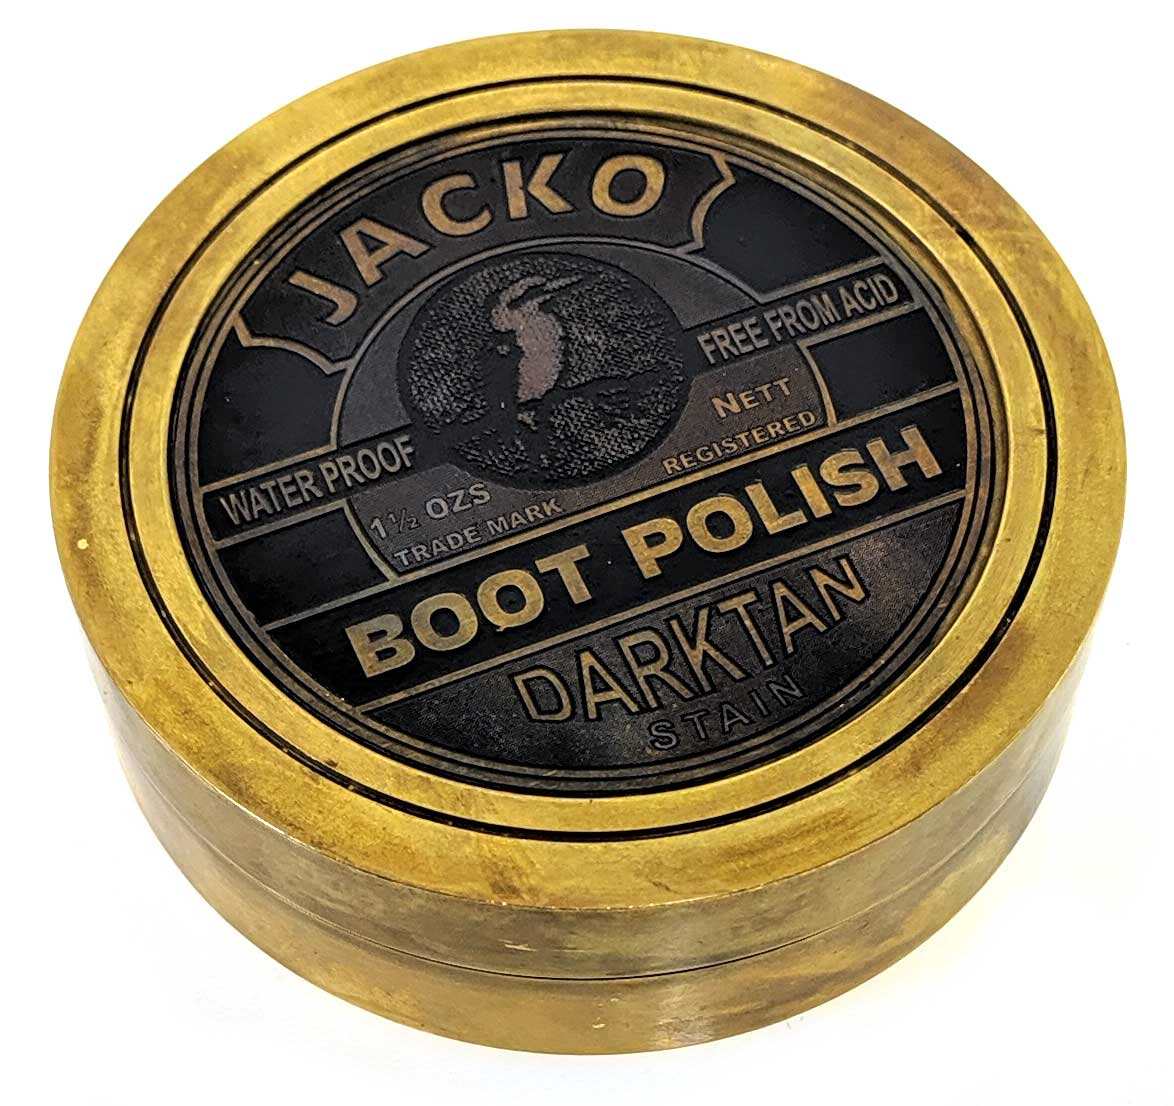 JACKO
WATER PROOF
FREE FROM ACID
1½ OZS
NETT
TRADE MARK
REGISTERED
BOOT POLISH
DARKTAN
STAIN